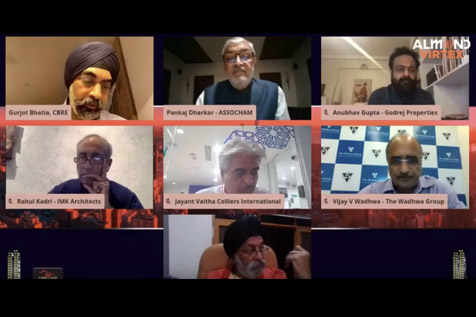 ALMOND
VIRTEX
Gurjot Bhatia, CBRE
Pankaj Dharkar - ASSOCHAM
Anubhav Gupta - Godrej Properties
Rahul Kadri - IMK Architects
Jayant Vaitha Colliers International
Vijay V Wadhwa - The Wadhwa Group